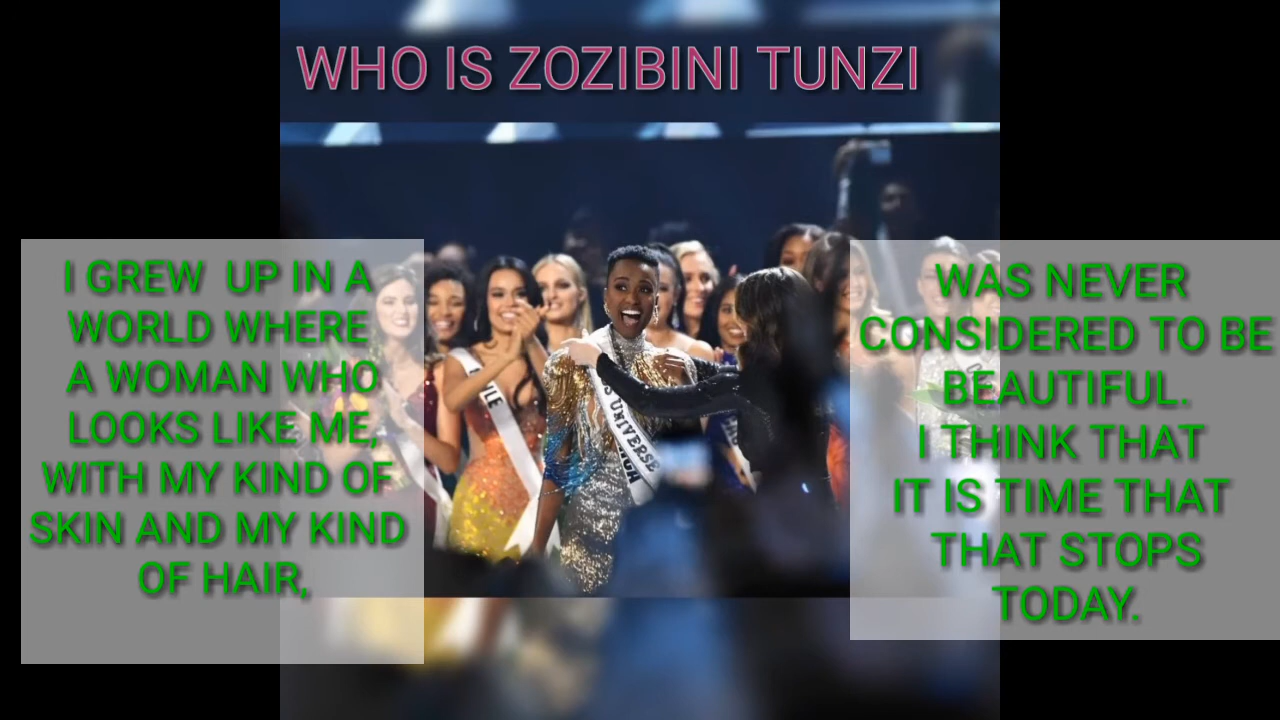 WHO IS ZOZIBINI TUNZI
I GREW UP IN A
WORLD WHERE
A WOMAN WHO
LOOKS LIKE ME,
WITH MY KIND OF
SKIN AND MY KIND
OF HAIR,
WAS NEVER
CONSIDERED TO BE
BEAUTIFUL.
I THINK THAT
IT IS TIME THAT
THAT STOPS
TODAY.
UNIVERSE